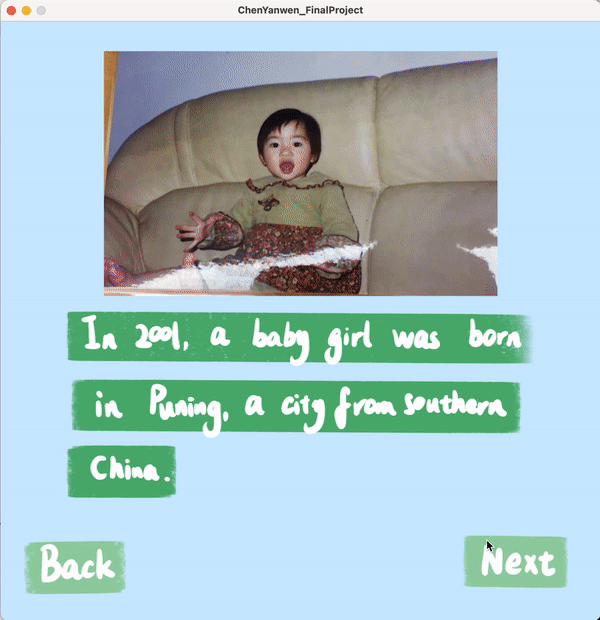 ChenYanwen_FinalProject
In 2001, a baby girl was born
in Puning, a city from southern
China.
Back
Next